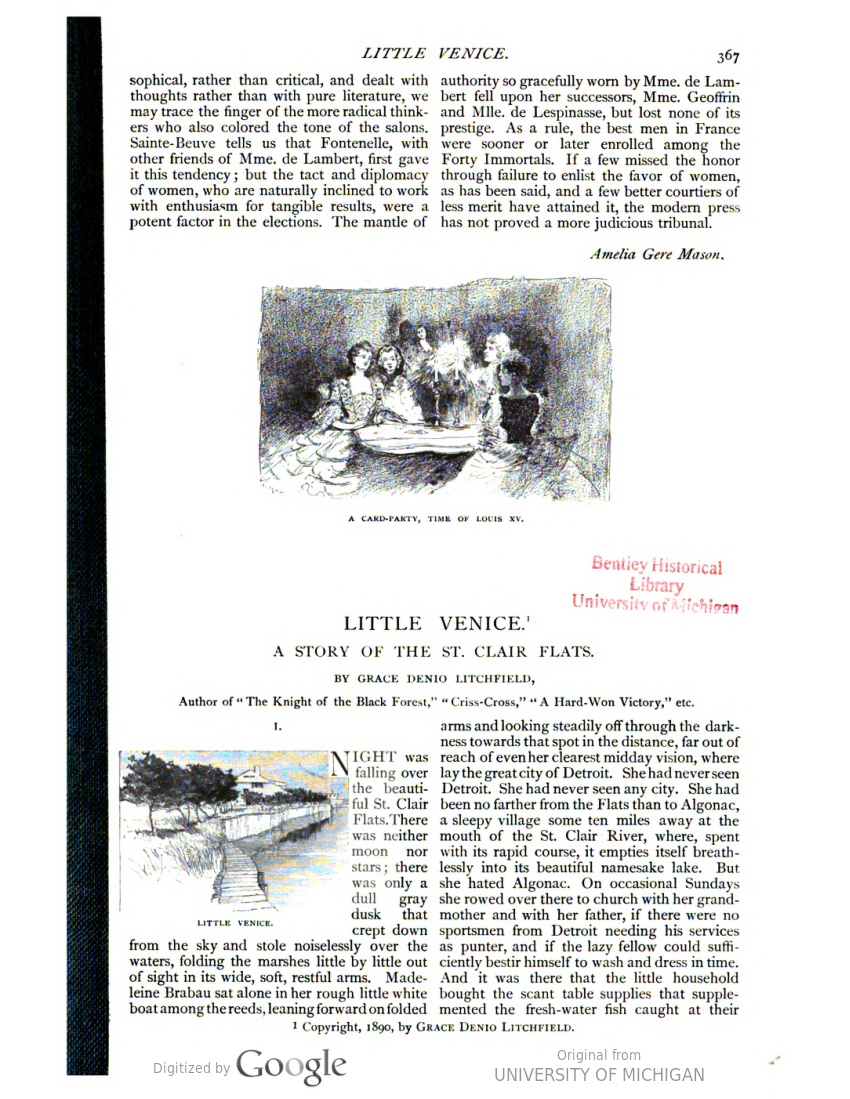 LITTLE VENICE.
367
sophical, rather than critical, and dealt with
thoughts rather than with pure literature, we
may trace the finger of the more radical think-
ers who also colored the tone of the salons.
Sainte-Beuve tells us that Fontenelle, with
other friends of Mme. de Lambert, first gave
it this tendency; but the tact and diplomacy
of women, who are naturally inclined to work
with enthusiasm for tangible results, were a
potent factor in the elections. The mantle of
authority so gracefully worn by Mme. de Lam-
bert fell upon her successors, Mme. Geoffrin
and Mlle. de Lespinasse, but lost none of its
prestige. As a rule, the best men in France
were sooner or later enrolled among the
Forty Immortals. If a few missed the honor
through failure to enlist the favor of women,
as has been said, and a few better courtiers of
less merit have attained it, the modern press
has not proved a more judicious tribunal.
Amelia Gere Mason.
A CARD-PARTY, TIME OF LOUIS XV.
Bentley Historical
Library
University of Michigan
LITTLE VENICE.¹
A STORY OF THE ST. CLAIR FLATS.
BY GRACE DENIO LITCHFIELD,
Author of "The Knight of the Black Forest," "Criss-Cross," "A Hard-Won Victory," etc.
I.
NIGHT was
falling over
the beauti-
ful St. Clair
Flats. There
was neither
moon nor
stars; there
was only a
dull gray
dusk that
crept down
LITTLE VENICE.
from the sky and stole noiselessly over the
waters, folding the marshes little by little out
of sight in its wide, soft, restful arms. Made-
leine Brabau sat alone in her rough little white
boat among the reeds, leaning forward on folded
arms and looking steadily off through the dark-
ness towards that spot in the distance, far out of
reach of even her clearest midday vision, where
lay the great city of Detroit. She had never seen
Detroit. She had never seen any city. She had
been no farther from the Flats than to Algonac,
a sleepy village some ten miles away at the
mouth of the St. Clair River, where, spent
with its rapid course, it empties itself breath-
lessly into its beautiful namesake lake. But
she hated Algonac. On occasional Sundays
she rowed over there to church with her grand-
mother and with her father, if there were no
sportsmen from Detroit needing his services
as punter, and if the lazy fellow could suffi-
ciently bestir himself to wash and dress in time.
And it was there that the little household
bought the scant table supplies that supple-
mented the fresh-water fish caught at their
¹ Copyright, 1890, by GRACE DENIO LITCHFIELD.
Digitized by Google
Original from
UNIVERSITY OF MICHIGAN